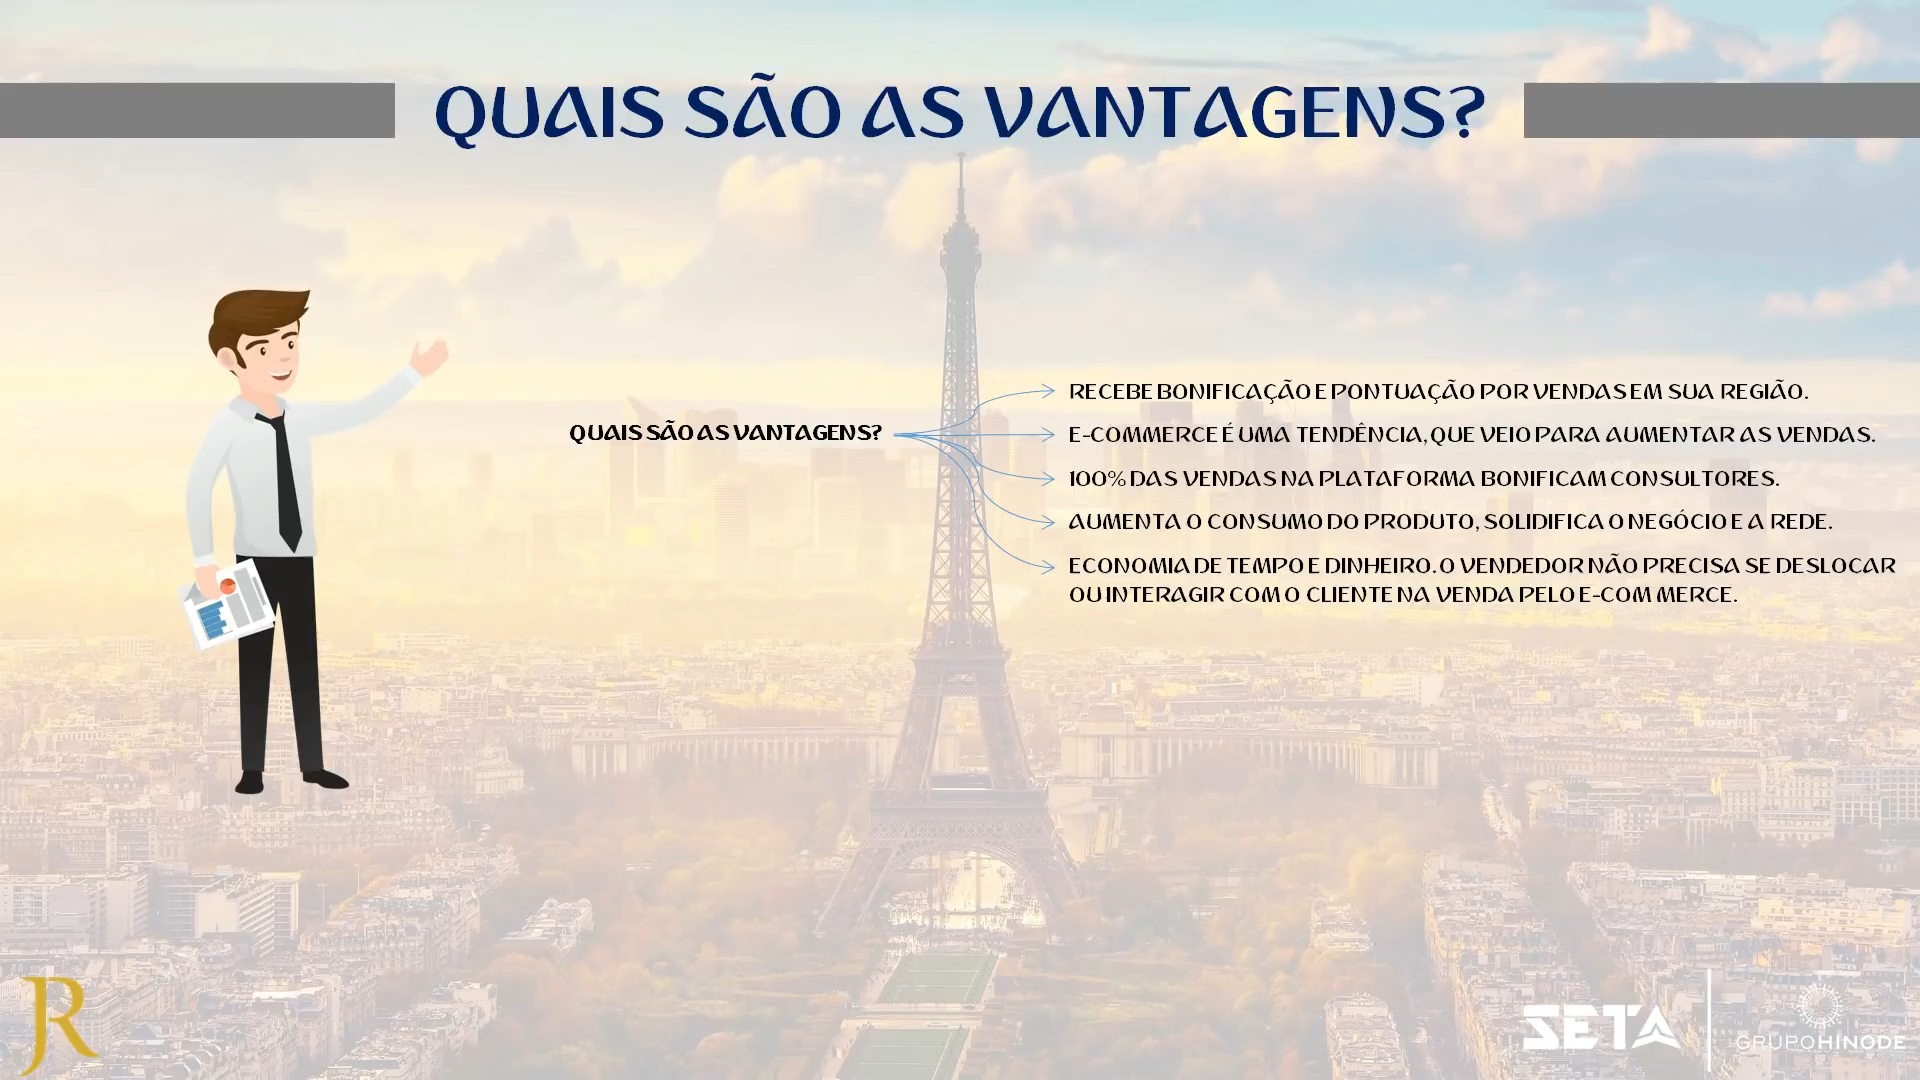 QUAIS SÃO AS VANTAGENS?
QUAIS SÃO AS VANTAGENS?
RECEBE BONIFICAÇÃO E PONTUAÇÃO POR VENDAS EM SUA REGIÃO.
E-COMMERCE É UMA TENDÊNCIA, QUE VEIO PARA AUMENTAR AS VENDAS.
100% DAS VENDAS NA PLATAFORMA BONIFICAM CONSULTORES.
AUMENTA O CONSUMO DO PRODUTO, SOLIDIFICA O NEGÓCIO E A REDE.
ECONOMIA DE TEMPO E DINHEIRO. O VENDEDOR NÃO PRECISA SE DESLOCAR
OU INTERAGIR COM O CLIENTE NA VENDA PELO E-COMMERCE.
JR
SETA
GRUPOHINODE